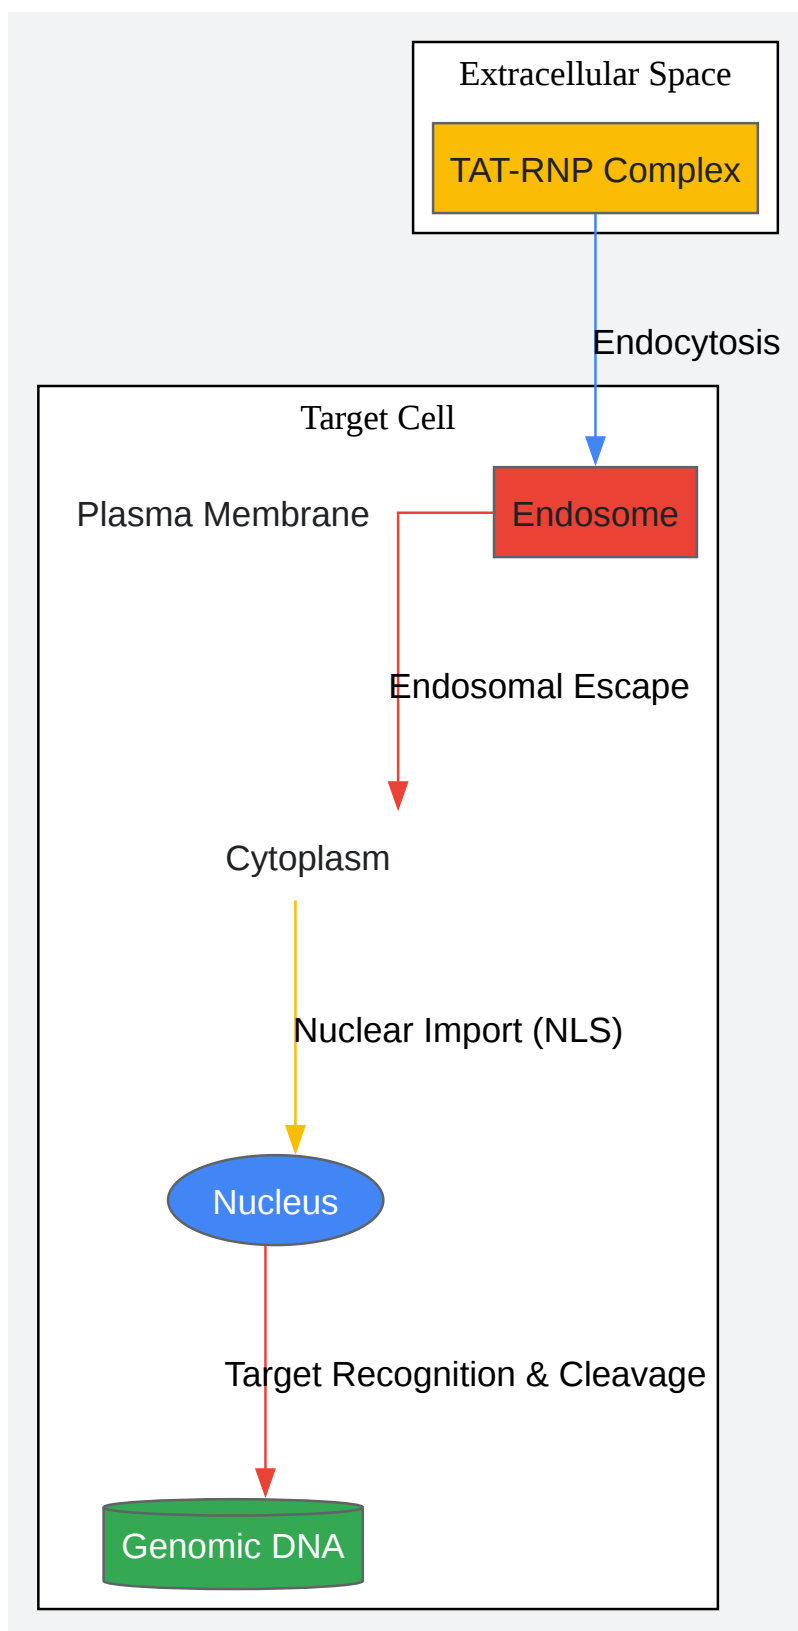 Extracellular Space
TAT-RNP Complex
Endocytosis
Target Cell
Plasma Membrane
Endosome
Endosomal Escape
Cytoplasm
Nuclear Import (NLS)
Nucleus
Target Recognition & Cleavage
Genomic DNA